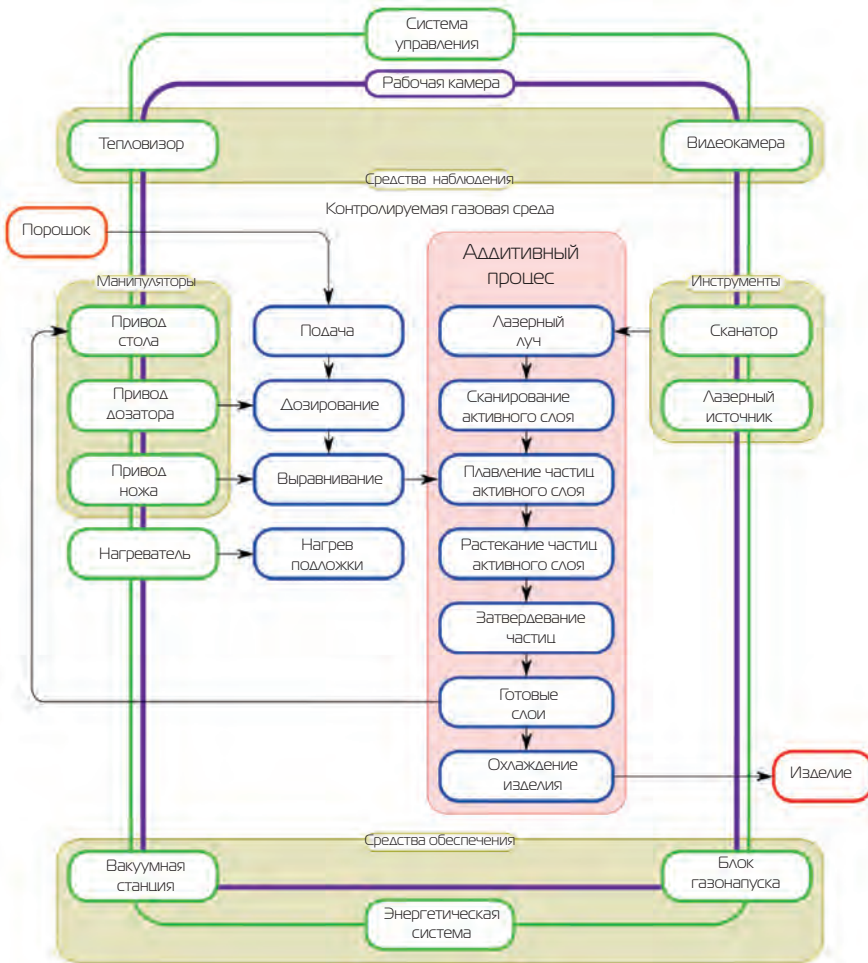 Система
управления
Рабочая камера
Тепловизор
Видеокамера
Средства наблюдения
Контролируемая газовая среда
Порошок
Аддитивный
процес
Манипуляторы
Инструменты
Привод
стола
Подача
Лазерный
луч
Сканатор
Привод
дозатора
Дозирование
Сканирование
активного слоя
Лазерный
источник
Привод
ножа
Выравнивание
Плавление частиц
активного слоя
Нагреватель
Нагрев
подложки
Растекание частиц
активного слоя
Затвердевание
частиц
Готовые
слои
Охлаждение
изделия
Изделие
Средства обеспечения
Вакуумная
станция
Блок
газонапуска
Энергетическая
система